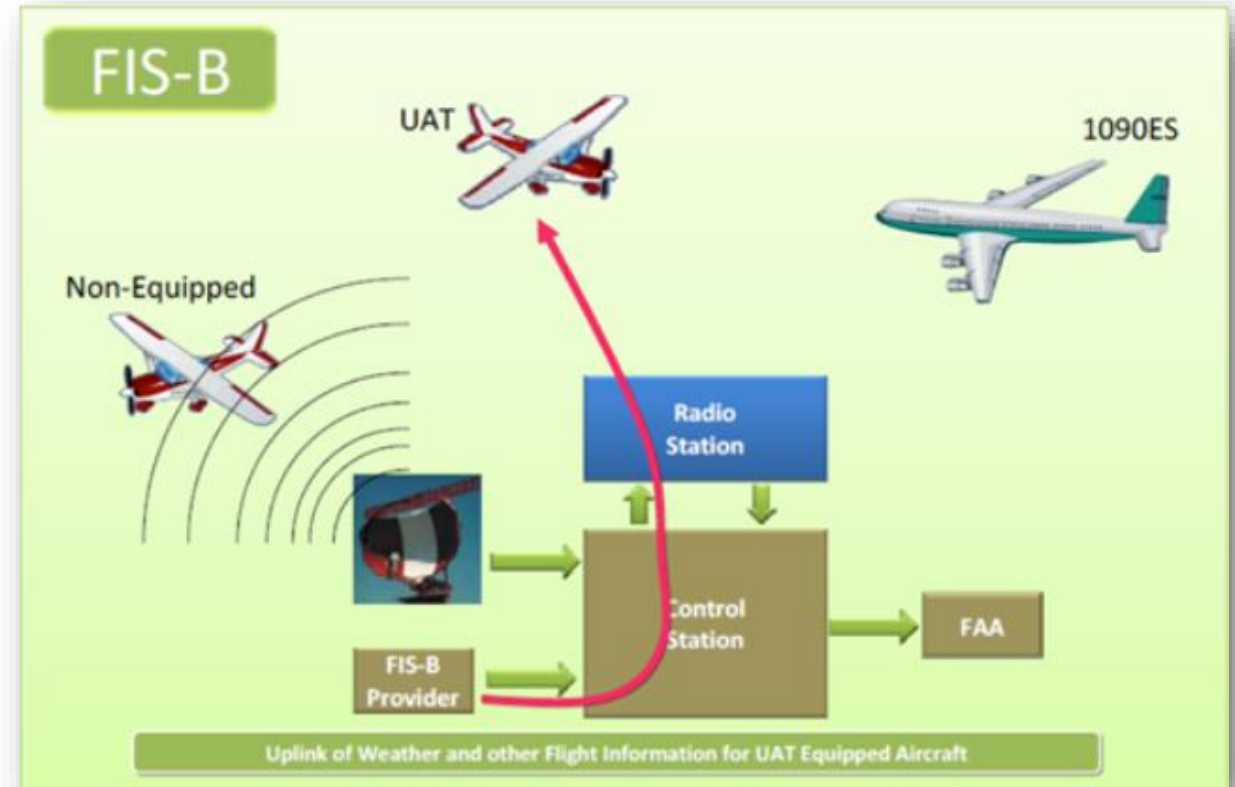 FIS-B
UAT
1090ES
Non-Equipped
Radio
Station
Control
Station
FAA
FIS-B
Provider
Uplink of Weather and other Flight Information for UAT Equipped Aircraft